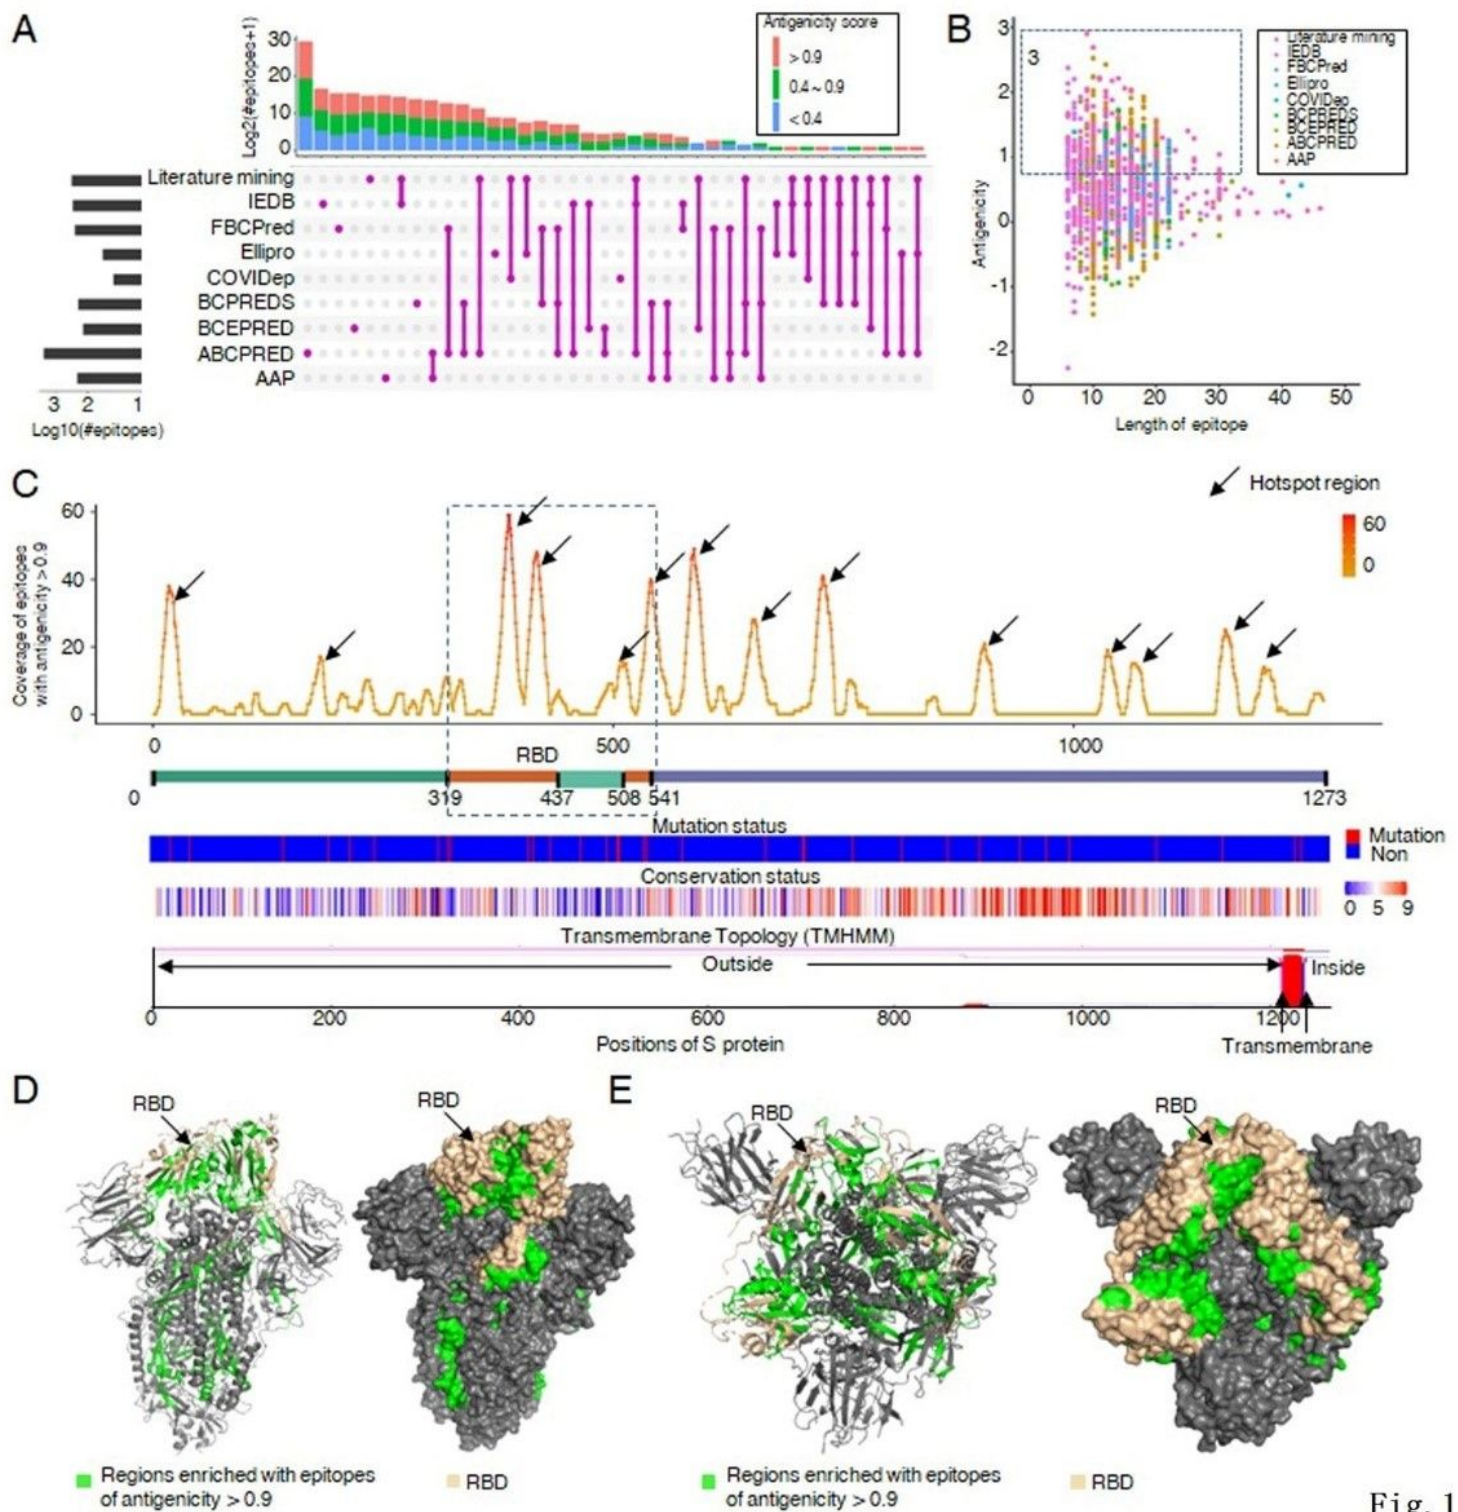 A
Log2(#epitopes+1)
30
20
10
0
Antigenicity score
> 0.9
0.4 ~ 0.9
< 0.4
Literature mining
IEDB
FBCPred
Ellipro
COVIDep
BCPREDS
BCEPRED
ABCPRED
AAP
3 2 1
Log10(#epitopes)
B
Antigenicity
3
2
1
0
-1
-2
3
Literature mining
IEDB
FBCPred
Ellipro
COVIDep
BCPREDS
BCEPRED
ABCPRED
AAP
0 10 20 30 40 50
Length of epitope
C
Coverage of epitopes
with antigenicity > 0.9
60
40
20
0
Hotspot region
60
0
0 500 1000
RBD
0 319 437 508 541 1273
Mutation status
Mutation
Non
Conservation status
0 5 9
Transmembrane Topology (TMHMM)
Outside
Inside
0 200 400 600 800 1000 1200
Positions of S protein
Transmembrane
D
RBD
RBD
E
RBD
RBD
Regions enriched with epitopes
of antigenicity > 0.9
RBD
Regions enriched with epitopes
of antigenicity > 0.9
RBD
Fig. 1